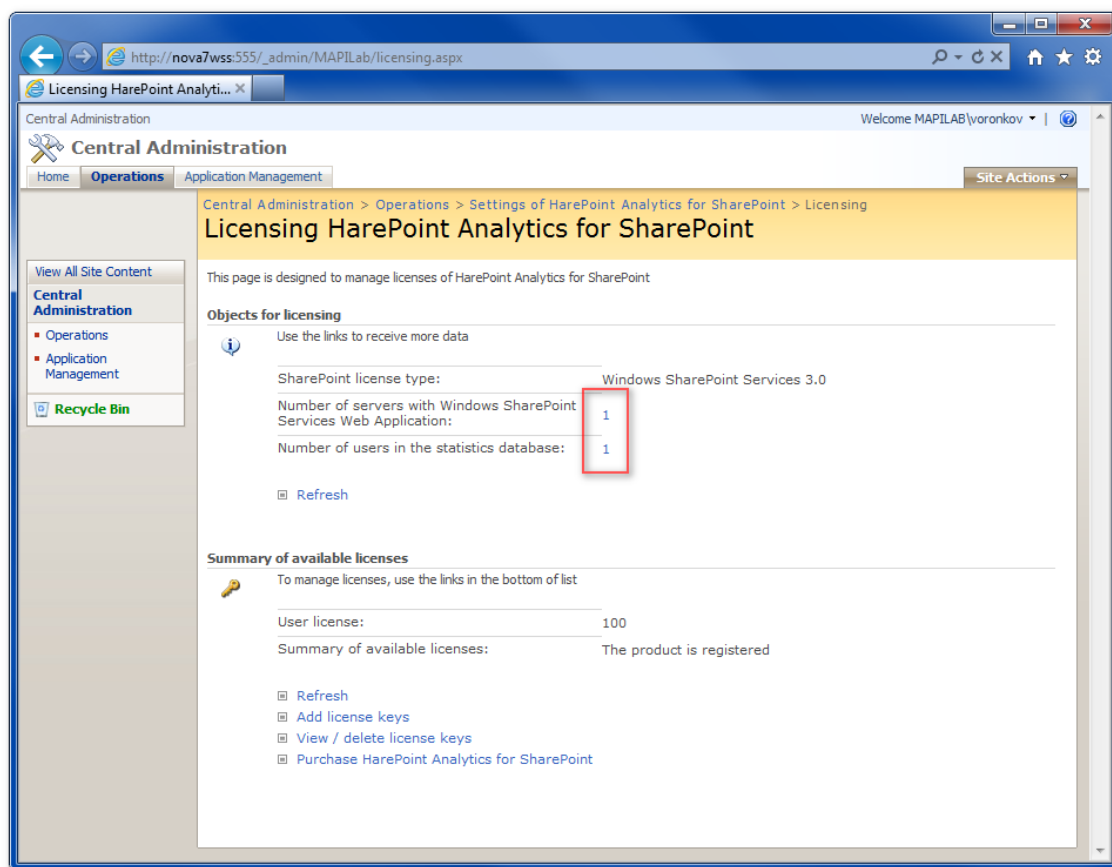 http://nova7wss:555/_admin/MAPILab/licensing.aspx
Licensing HarePoint Analyti...
Central Administration
Welcome MAPILAB\voronkov
Central Administration
Home Operations Application Management
Site Actions
Central Administration > Operations > Settings of HarePoint Analytics for SharePoint > Licensing
Licensing HarePoint Analytics for SharePoint
View All Site Content
Central
Administration
Operations
Application
Management
Recycle Bin
This page is designed to manage licenses of HarePoint Analytics for SharePoint
Objects for licensing
Use the links to receive more data
SharePoint license type: Windows SharePoint Services 3.0
Number of servers with Windows SharePoint
Services Web Application: 1
Number of users in the statistics database: 1
Refresh
Summary of available licenses
To manage licenses, use the links in the bottom of list
User license: 100
Summary of available licenses: The product is registered
Refresh
Add license keys
View / delete license keys
Purchase HarePoint Analytics for SharePoint